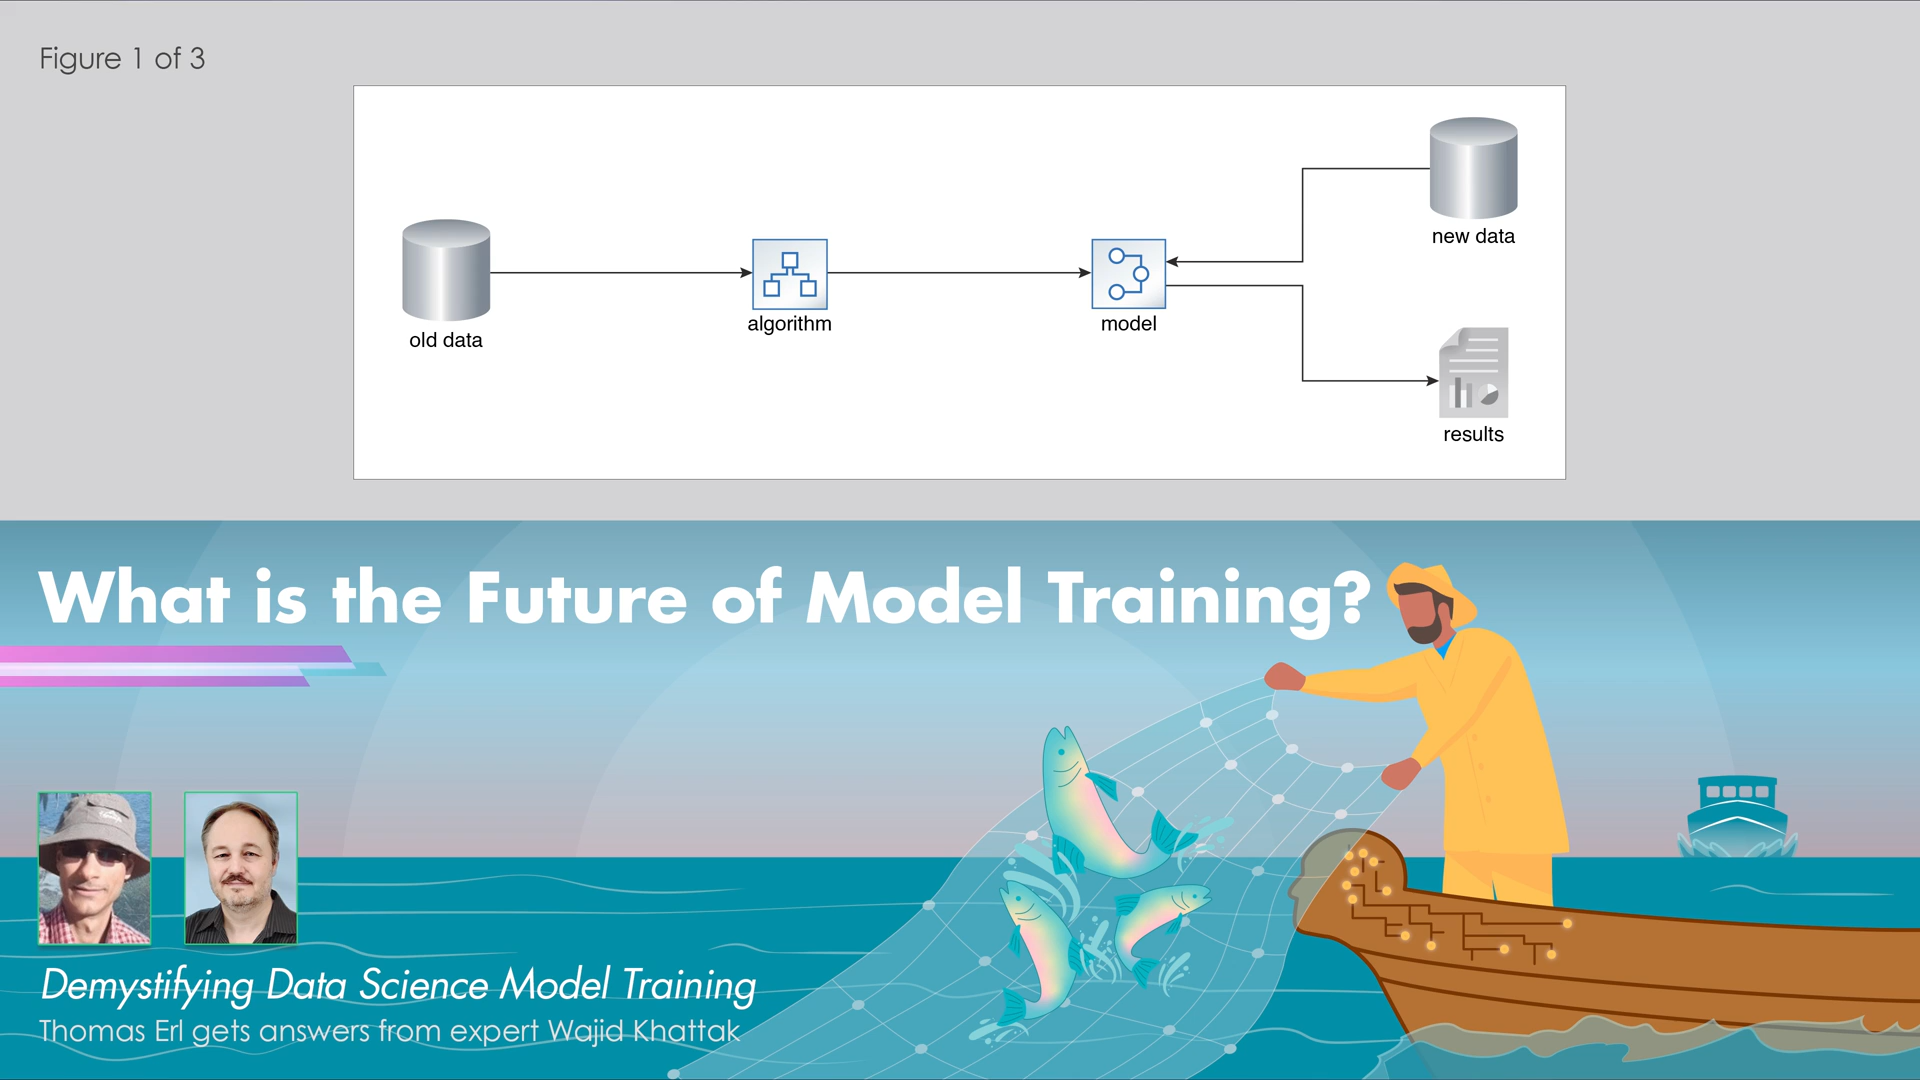 Figure 1 of 3
new data
old data
algorithm
model
results
What is the Future of Model Training?
Demystifying Data Science Model Training
Thomas Erl gets answers from expert Wajid Khattak